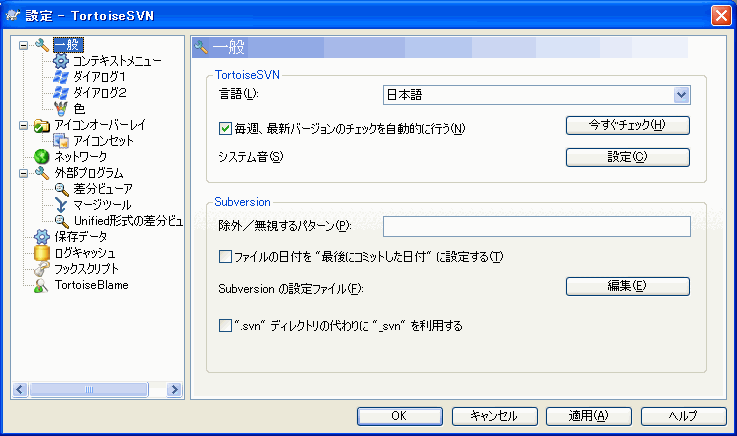 設定 - TortoiseSVN
一般
コンテキストメニュー
ダイアログ1
ダイアログ2
色
アイコンオーバーレイ
アイコンセット
ネットワーク
外部プログラム
差分ビューア
マージツール
Unified形式の差分ビュ
保存データ
ログキャッシュ
フックスクリプト
TortoiseBlame
一般
TortoiseSVN
言語(L): 日本語
毎週、最新バージョンのチェックを自動的に行う(N) 今すぐチェック(H)
システム音(S) 設定(C)
Subversion
除外／無視するパターン(P):
ファイルの日付を "最後にコミットした日付" に設定する(T)
Subversion の設定ファイル(F): 編集(E)
".svn" ディレクトリの代わりに "_svn" を利用する
OK キャンセル 適用(A) ヘルプ